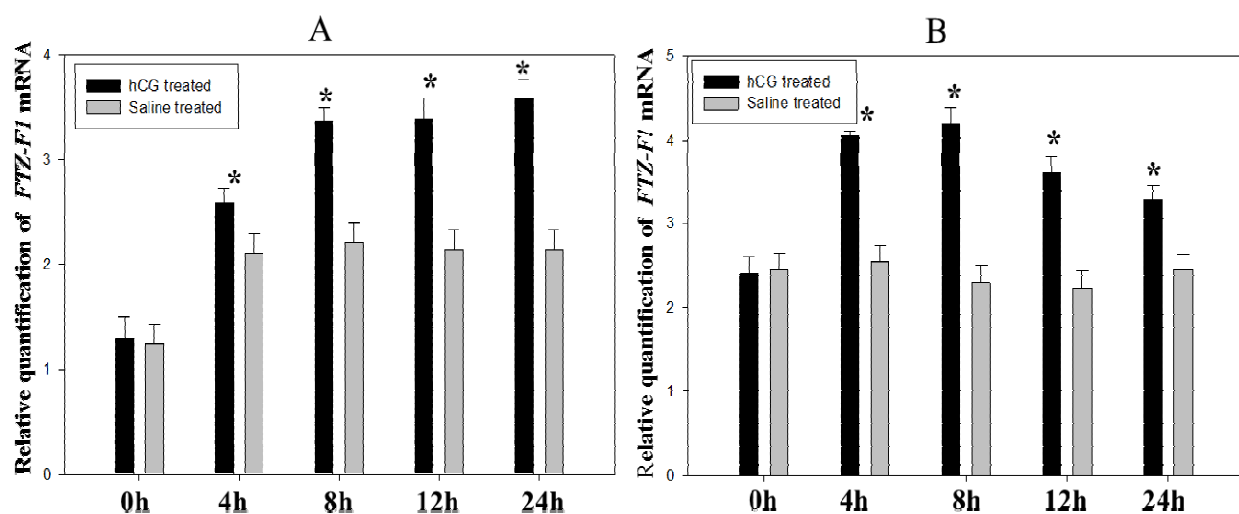 A
Relative quantification of FTZ-F1 mRNA
4
3
2
1
0
hCG treated
Saline treated
*
*
*
*
0h
4h
8h
12h
24h
B
Relative quantification of FTZ-F! mRNA
5
4
3
2
1
0
hCG treated
Saline treated
*
*
*
*
0h
4h
8h
12h
24h